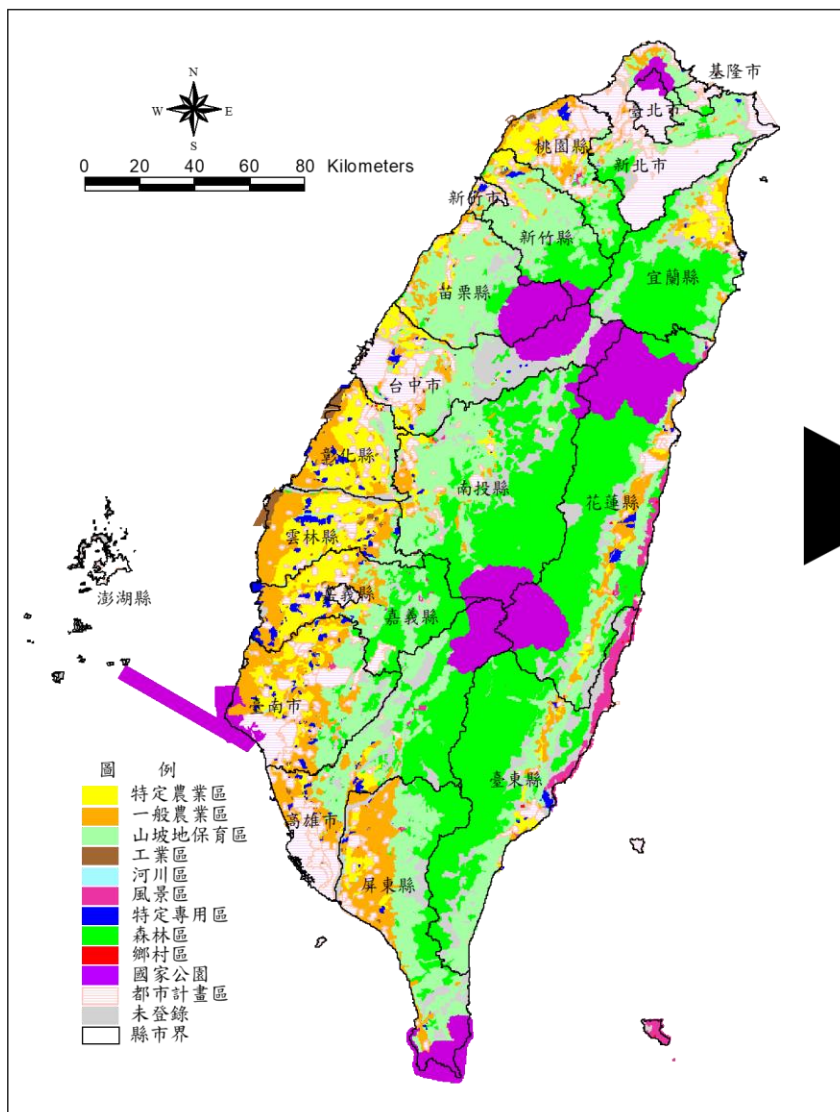 N
W E
S
0 20 40 60 80 Kilometers
基隆市
臺北市
桃園縣
新北市
新竹市
新竹縣
宜蘭縣
苗栗縣
台中市
彰化縣
南投縣
花蓮縣
雲林縣
澎湖縣
嘉義縣
嘉義縣
臺南市
臺東縣
高雄市
屏東縣
圖 例
特定農業區
一般農業區
山坡地保育區
工業區
河川區
風景區
特定專用區
森林區
鄉村區
國家公園
都市計畫區
未登錄
縣市界